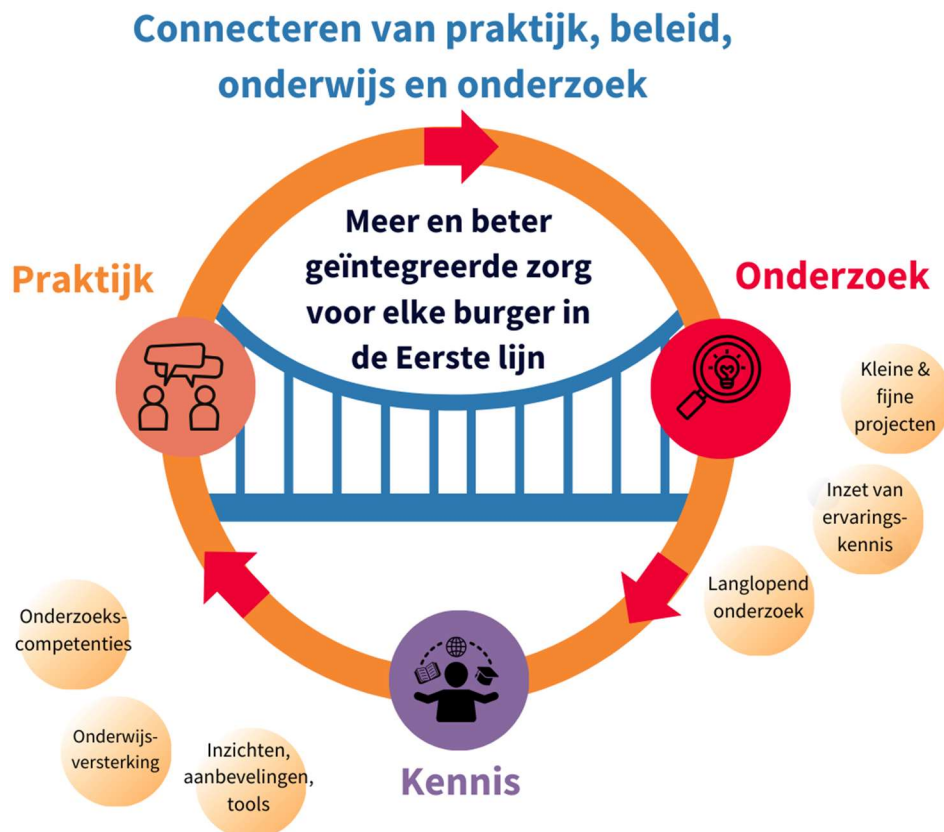 Connecteren van praktijk, beleid,
onderwijs en onderzoek
Meer en beter
geïntegreerde zorg
voor elke burger in
de Eerste lijn
Praktijk
Onderzoek
Kleine &
fijne
projecten
Inzet van
ervarings-
kennis
Langlopend
onderzoek
Onderzoeks-
competenties
Onderwijs-
versterking
Inzichten,
aanbevelingen,
tools
Kennis